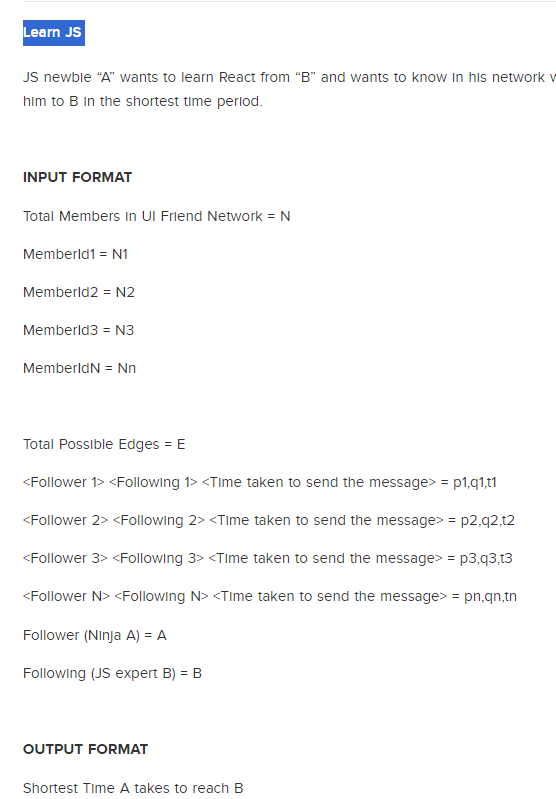 Learn JS
JS newbie “A” wants to learn React from “B” and wants to know in his network
him to B in the shortest time period.
INPUT FORMAT
Total Members in UI Friend Network = N
MemberId1 = N1
MemberId2 = N2
MemberId3 = N3
MemberIdN = Nn
Total Possible Edges = E
<Follower 1> <Following 1> <Time taken to send the message> = p1,q1,t1
<Follower 2> <Following 2> <Time taken to send the message> = p2,q2,t2
<Follower 3> <Following 3> <Time taken to send the message> = p3,q3,t3
<Follower N> <Following N> <Time taken to send the message> = pn,qn,tn
Follower (Ninja A) = A
Following (JS expert B) = B
OUTPUT FORMAT
Shortest Time A takes to reach B